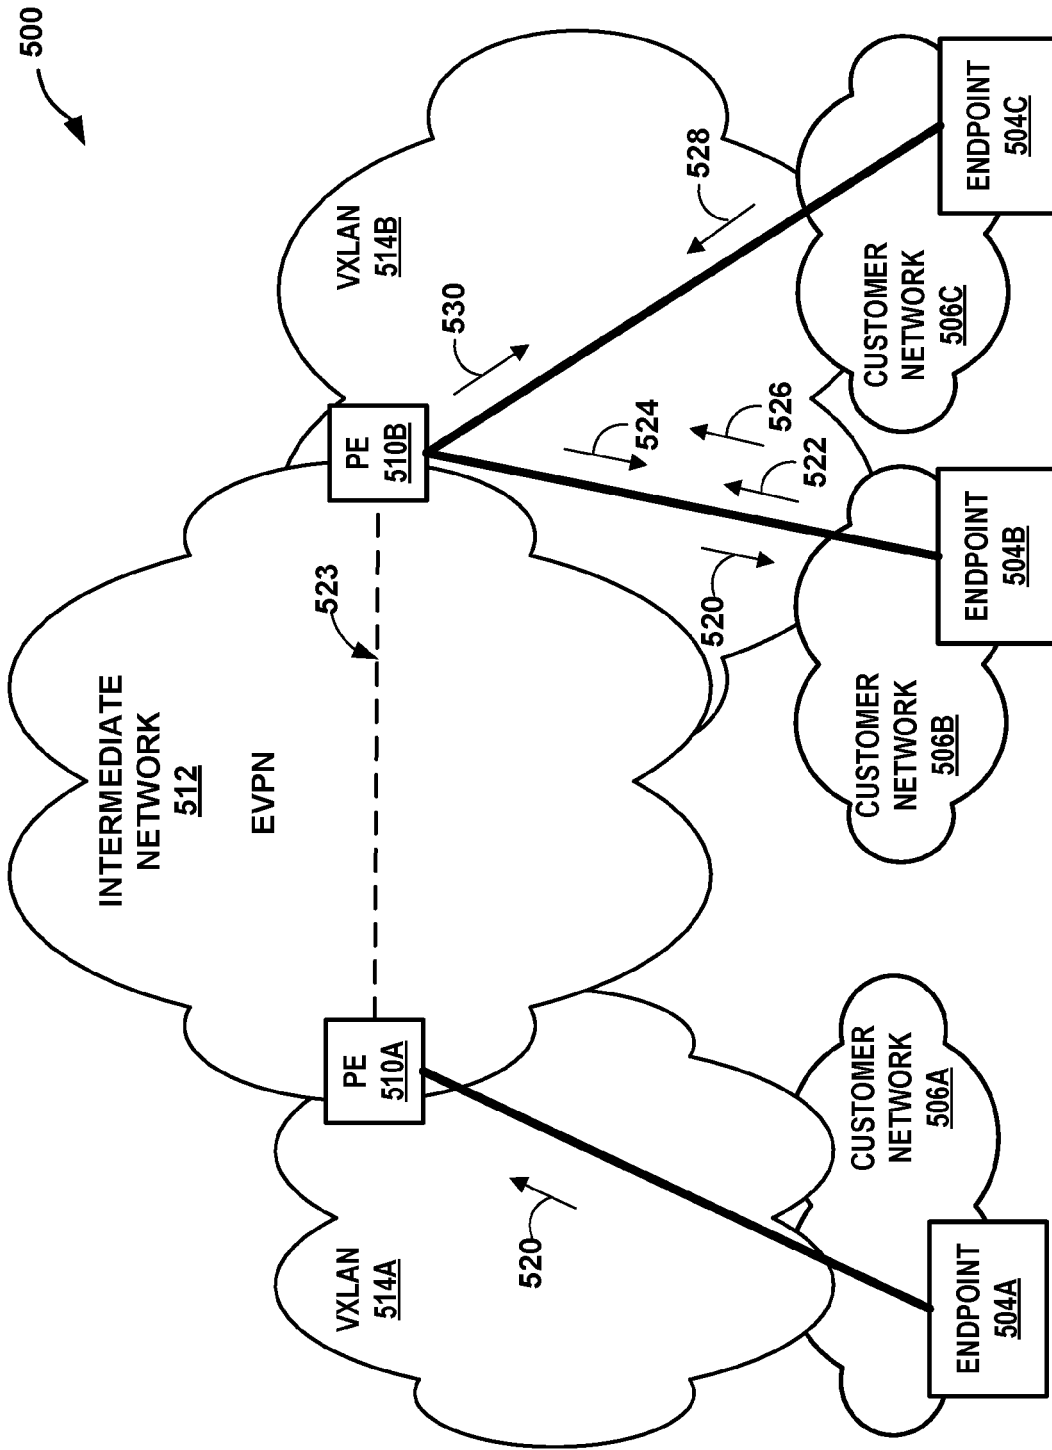 500
INTERMEDIATE
NETWORK
512
EVPN
523
VXLAN
514A
VXLAN
514B
PE
510A
PE
510B
520
520
522
524
526
528
530
CUSTOMER
NETWORK
506A
CUSTOMER
NETWORK
506B
CUSTOMER
NETWORK
506C
ENDPOINT
504A
ENDPOINT
504B
ENDPOINT
504C